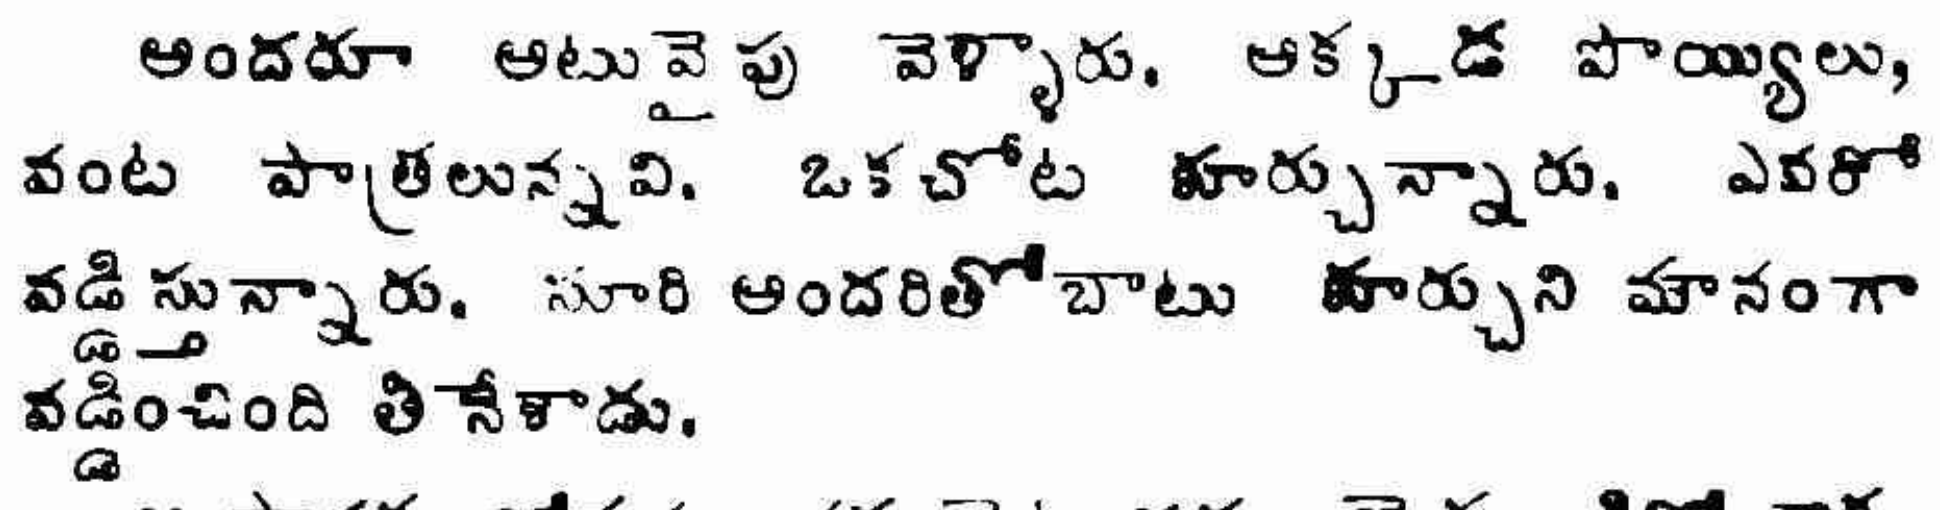 అందరూ అటువైపు వెళ్ళారు. అక్కడ పొయ్యిలు,
వంట పాత్రలున్నవి. ఒకచోట కూర్చున్నారు. ఎవరో
వడ్డిస్తున్నారు. సూరి అందరితోబాటు కూర్చుని మౌనంగా
వడ్డించింది తినేశాడు.